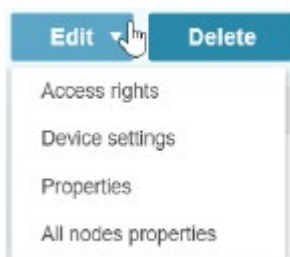 Edit Delete
Access rights
Device settings
Properties
All nodes properties